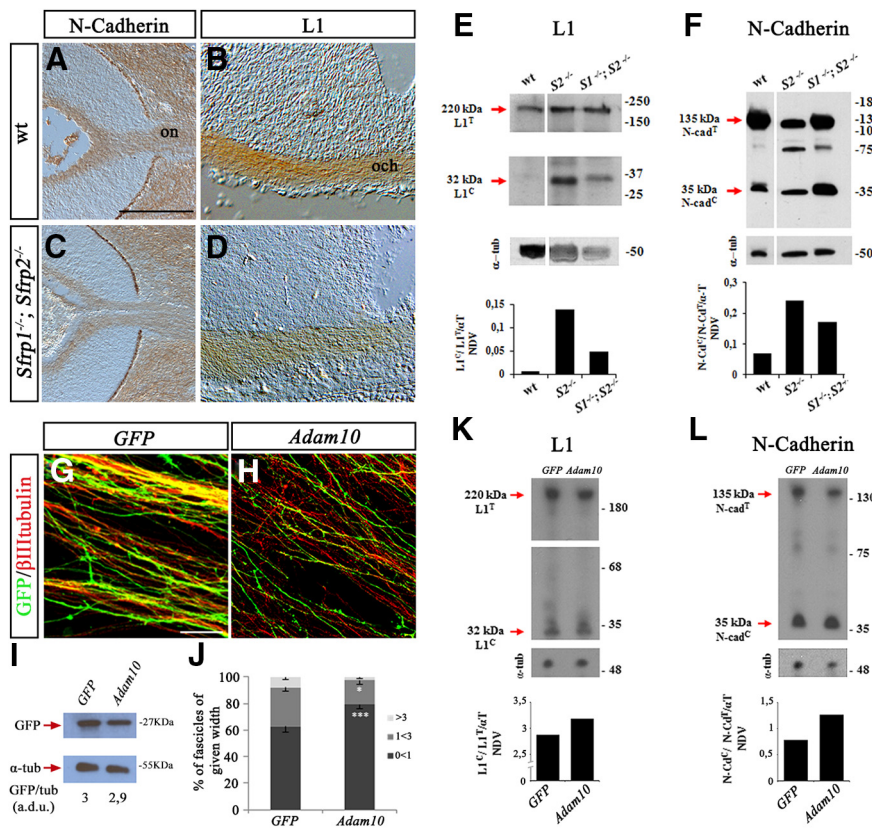 N-Cadherin L1
E L1
F N-Cadherin
wt
A on
B och
Sfrp1-/-; Sfrp2-/-
C
D
wt S2-/- S1-/-; S2-/-
220 kDa
L1T
-250
-150
32 kDa
L1C
-37
-25
α–tub
-50
0,15
0,1
0,05
0
L1C/ L1T/αT
NDV
wt S2-/- S1-/-; S2-/-
wt S2-/- S1-/-; S2-/-
135 kDa
N-cadT
-18
-13
-10
-75
35 kDa
N-cadC
-35
α–tub
-50
0,3
0,2
0,1
0
N-CdC/N-CdT/α-T
NDV
wt S2-/- S1-/-; S2-/-
GFP Adam10
GFP/βIIItubulin
G
H
I
GFP Adam10
GFP
-27KDa
α-tub
-55KDa
GFP/tub
(a.d.u.)
3 2,9
J
% of fascicles of
given width
100
80
60
40
20
0
*
***
>3
1<3
0<1
GFP Adam10
K L1
GFP Adam10
220 kDa
L1T
- 180
- 68
32 kDa
L1C
- 35
α-tub
- 48
3,5
3
2,5
0
L1C/ L1T/αT
NDV
GFP Adam10
L N-Cadherin
GFP Adam10
135 kDa
N-cadT
- 130
- 75
35 kDa
N-cadC
- 35
α-tub
- 48
1,5
1
0,5
0
N-CdC/ N-CdT/αT
NDV
GFP Adam10